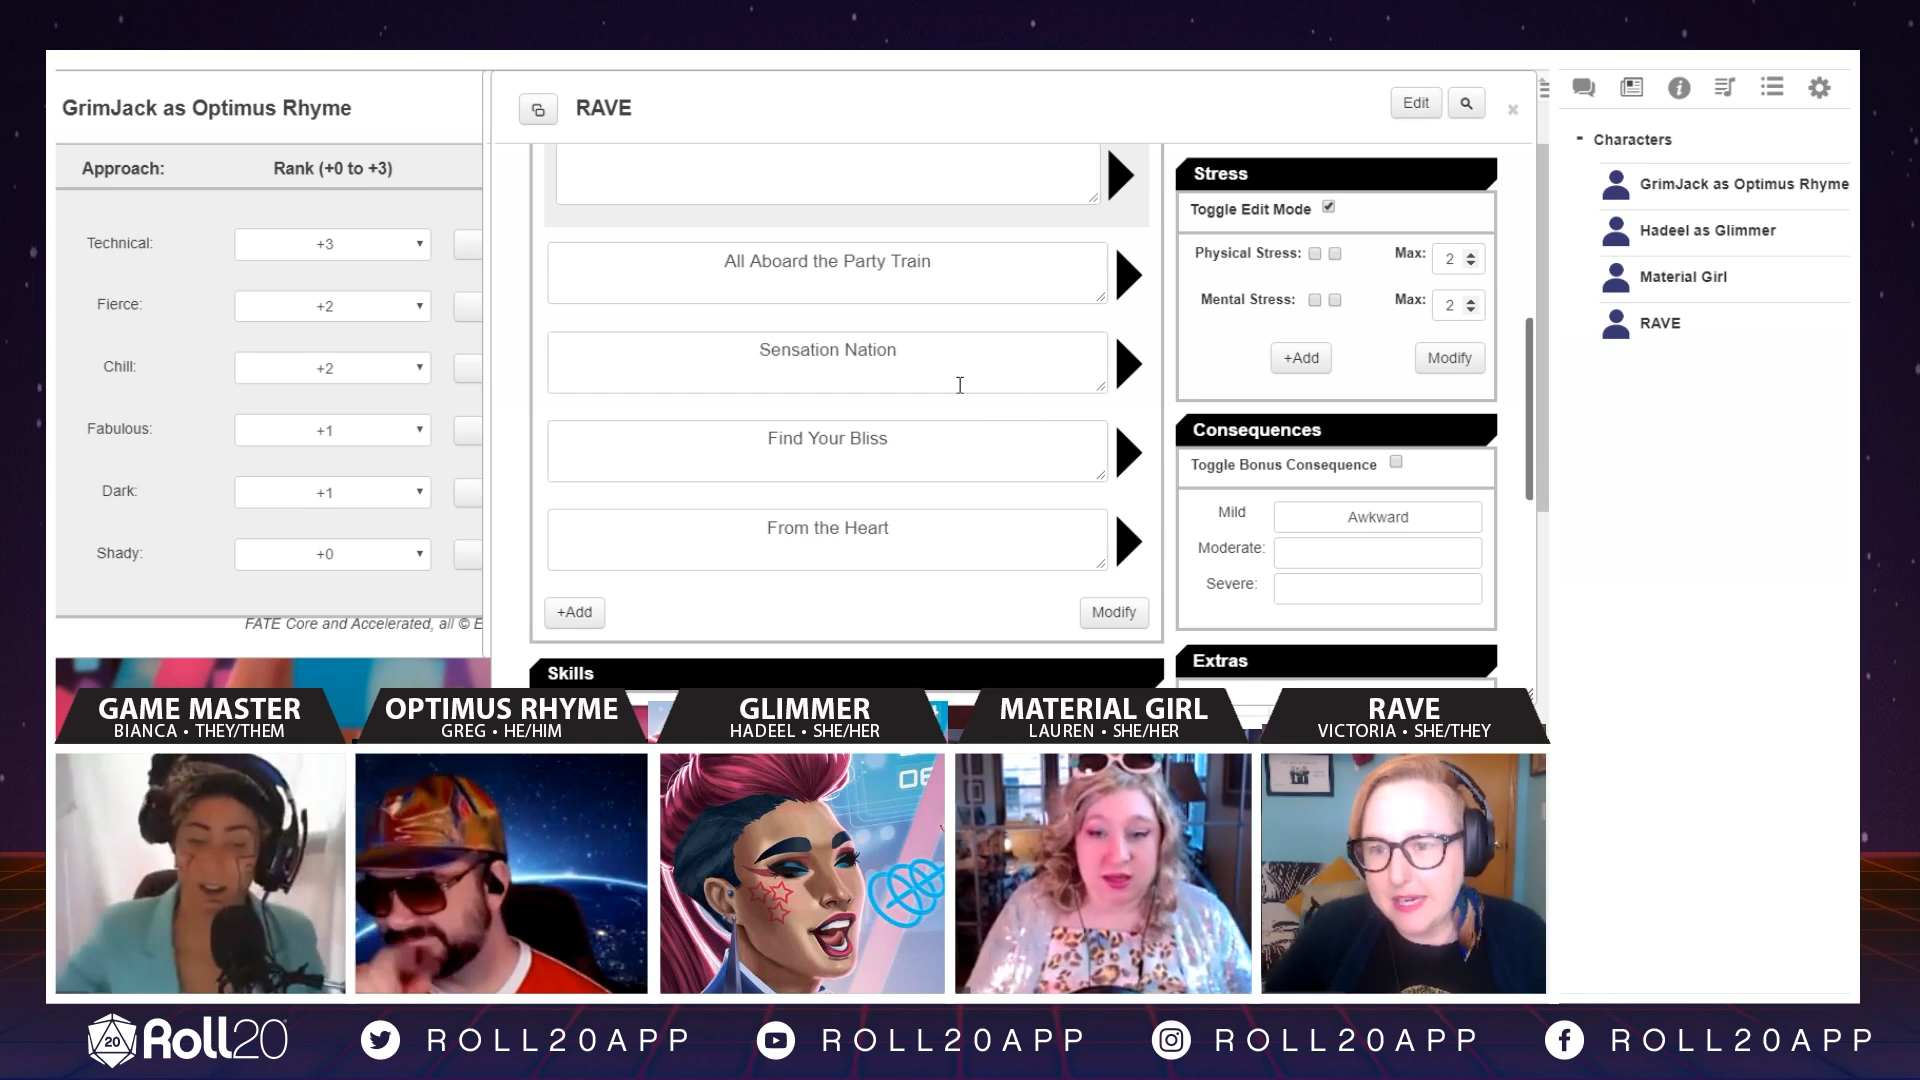 GrimJack as Optimus Rhyme
Approach:
Rank (+0 to +3)
Technical:
+3
Fierce:
+2
Chill:
+2
Fabulous:
+1
Dark:
+1
Shady:
+0
FATE Core and Accelerated, all © E
RAVE
Edit
All Aboard the Party Train
Sensation Nation
Find Your Bliss
From the Heart
+Add
Modify
Skills
Stress
Toggle Edit Mode
Physical Stress:
Max:
2
Mental Stress:
Max:
2
+Add
Modify
Consequences
Toggle Bonus Consequence
Mild
Awkward
Moderate:
Severe:
Extras
Characters
GrimJack as Optimus Rhyme
Hadeel as Glimmer
Material Girl
RAVE
GAME MASTER
BIANCA • THEY/THEM
OPTIMUS RHYME
GREG • HE/HIM
GLIMMER
HADEEL • SHE/HER
MATERIAL GIRL
LAUREN • SHE/HER
RAVE
VICTORIA • SHE/THEY
20
Roll20
ROLL20APP
ROLL20APP
ROLL20APP
ROLL20APP